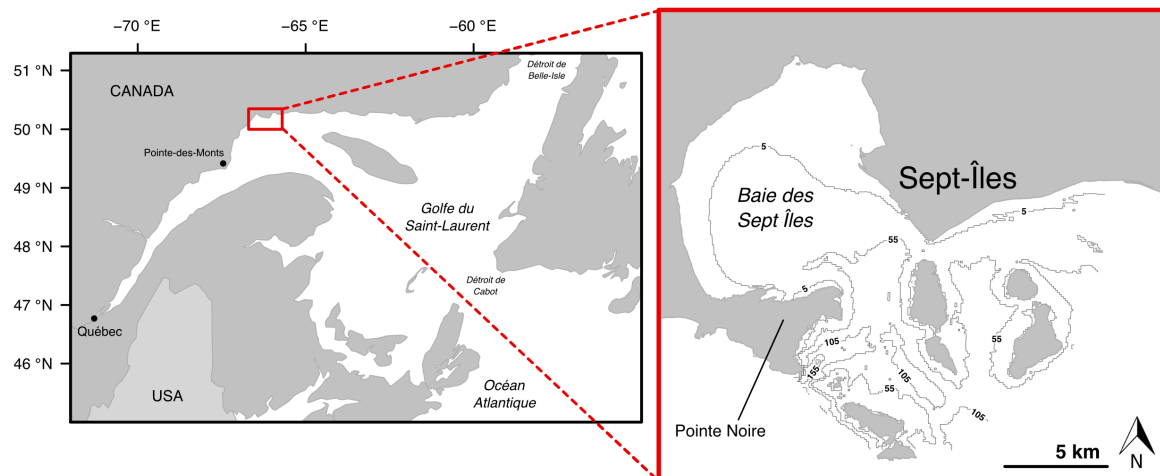 −70 °E
−65 °E
−60 °E
51 °N
50 °N
49 °N
48 °N
47 °N
46 °N
CANADA
Détroit de
Belle-Isle
Pointe-des-Monts
Golfe du
Saint-Laurent
Détroit de
Cabot
Québec
USA
Océan
Atlantique
5
Sept-Îles
Baie des
Sept Îles
5
55
5
105
155
55
105
55
105
Pointe Noire
5 km
N